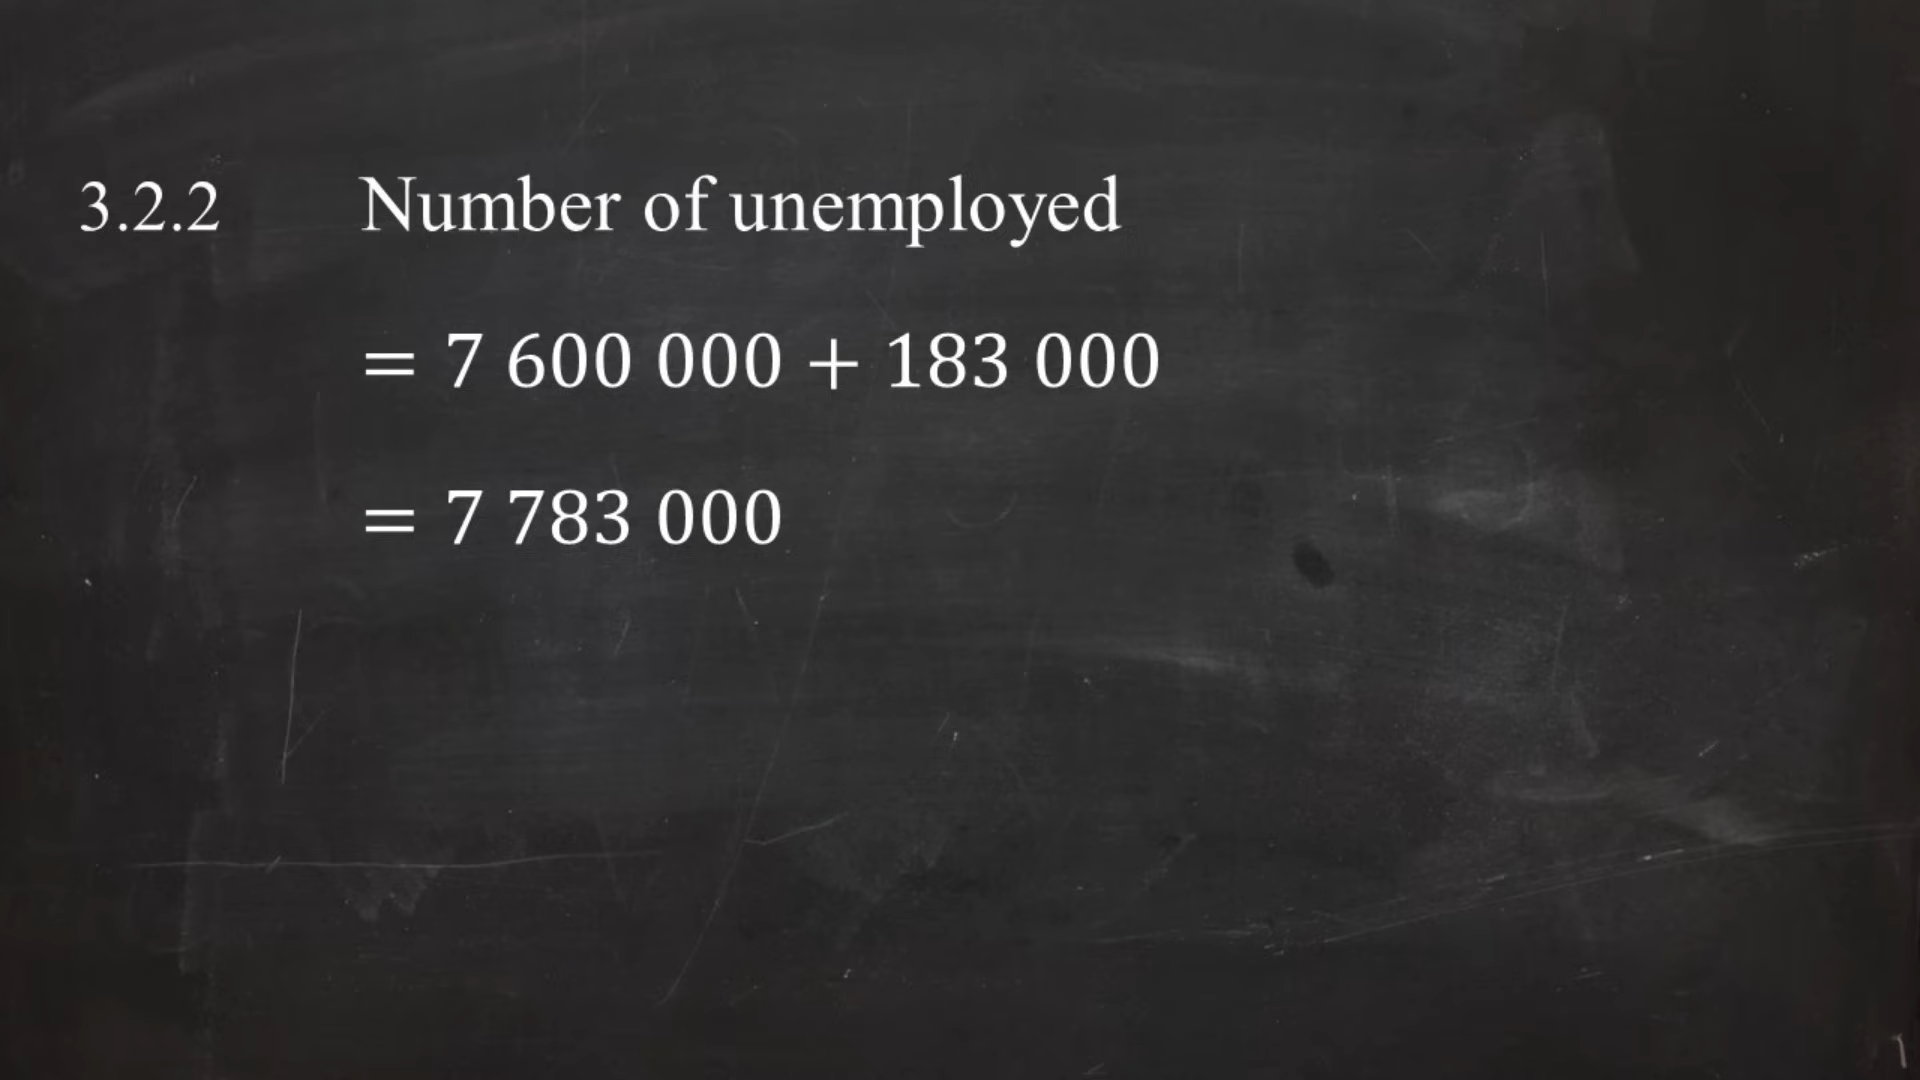 3.2.2 Number of unemployed
= 7 600 000 + 183 000
= 7 783 000